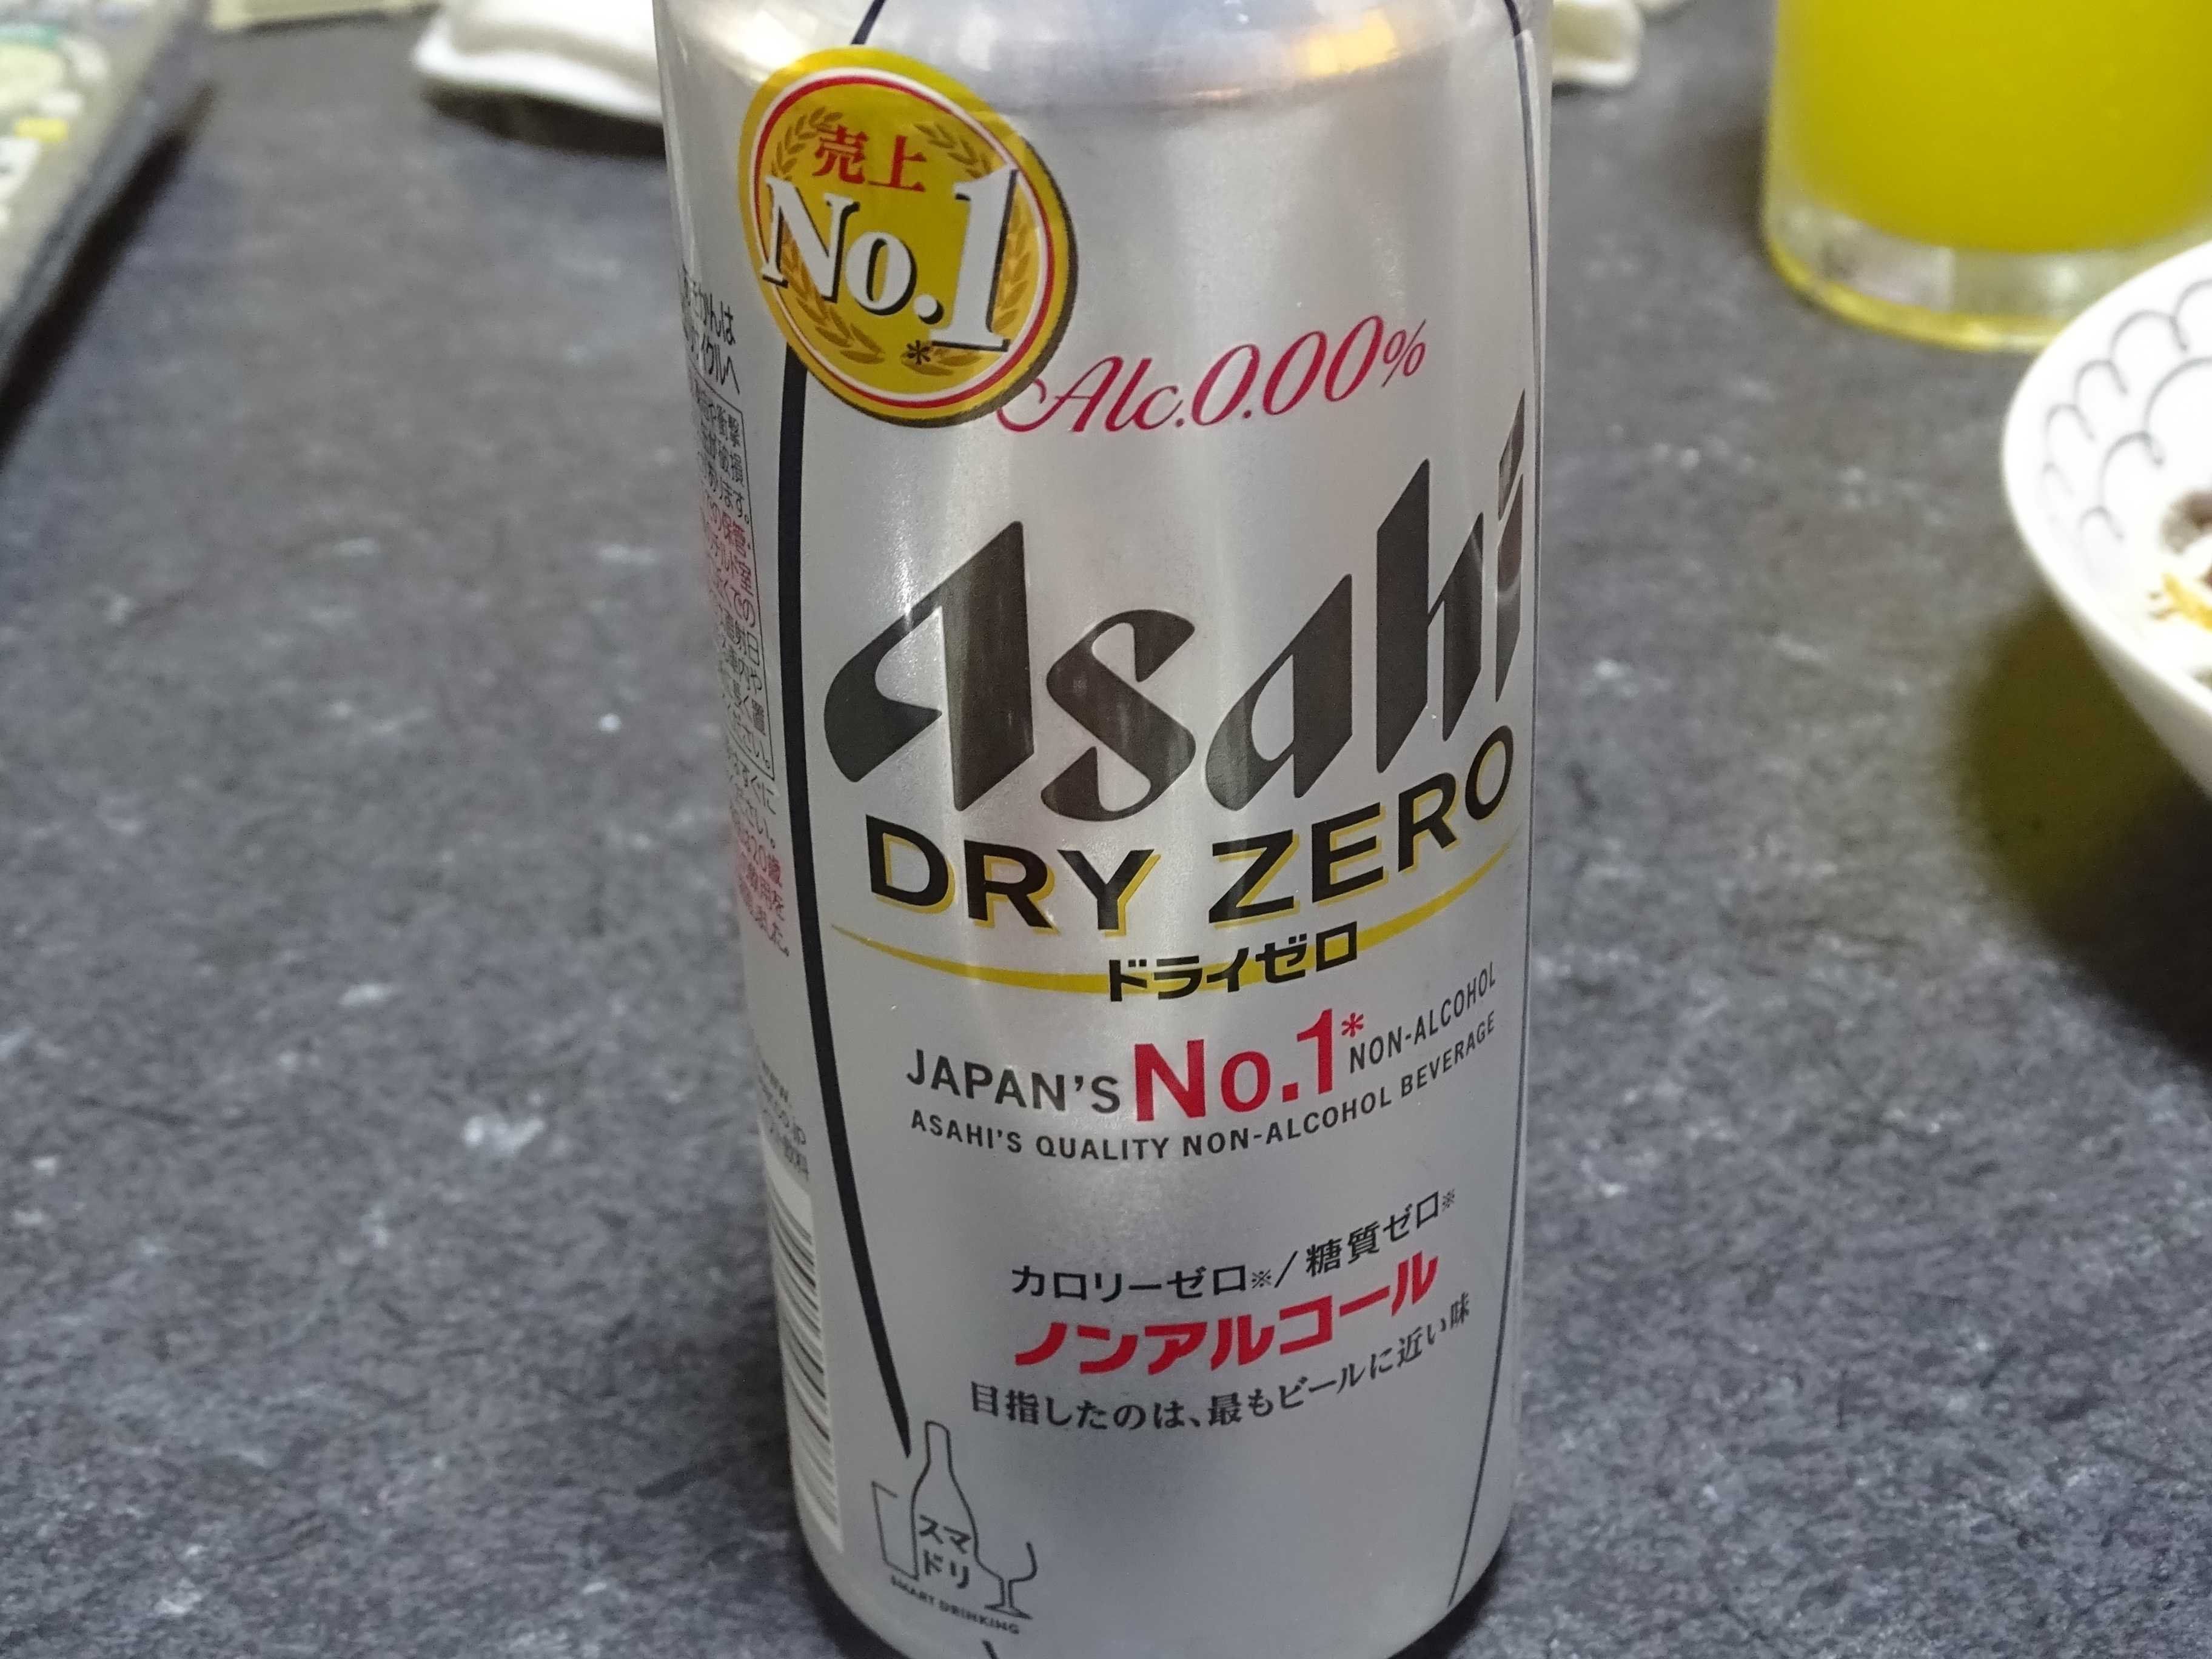 売上
No.1
*
Alc.0.00%
Asahi
DRY ZERO
ドライゼロ
JAPAN'S No.1* NON-ALCOHOL
ASAHI'S QUALITY NON-ALCOHOL BEVERAGE
カロリーゼロ※/糖質ゼロ※
ノンアルコール
目指したのは、最もビールに近い味
スマ
ドリ
SMART DRINKING